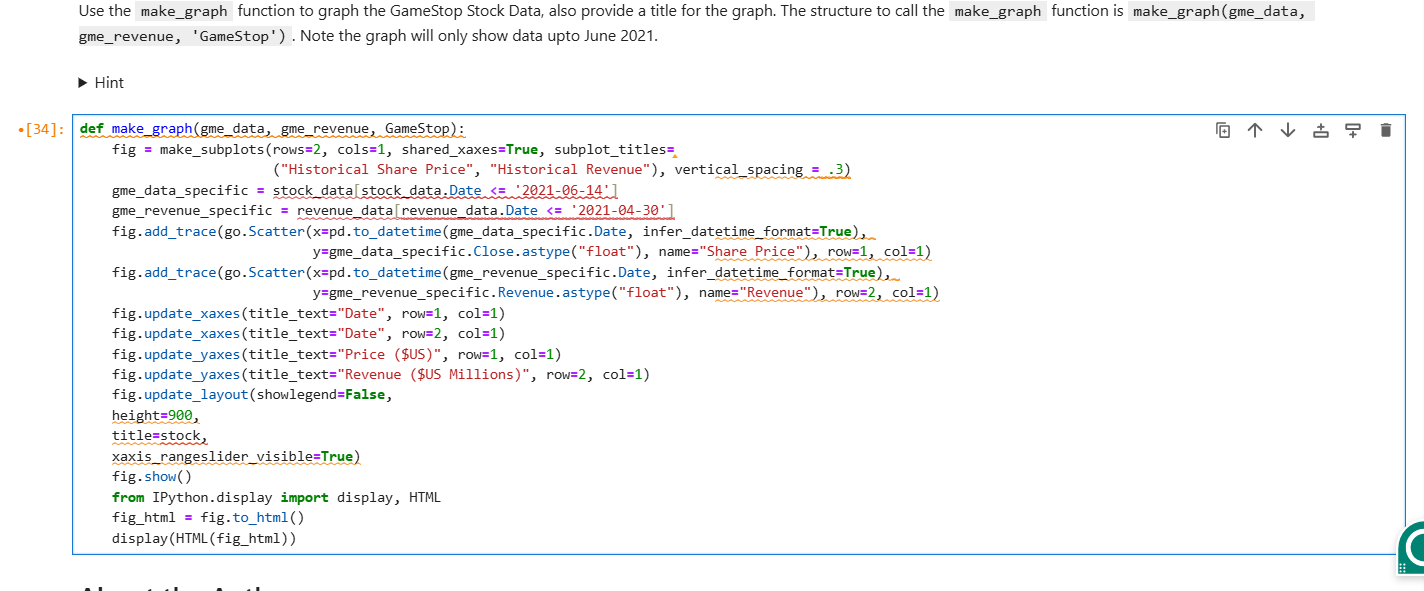 Use the make_graph function to graph the GameStop Stock Data, also provide a title for the graph. The structure to call the make_graph function is make_graph(gme_data,
gme_revenue, 'GameStop') . Note the graph will only show data upto June 2021.
▶ Hint
•[34]:
def make_graph(gme_data, gme_revenue, GameStop):
    fig = make_subplots(rows=2, cols=1, shared_xaxes=True, subplot_titles=
                        ("Historical Share Price", "Historical Revenue"), vertical_spacing = .3)
    gme_data_specific = stock_data[stock_data.Date <= '2021-06-14']
    gme_revenue_specific = revenue_data[revenue_data.Date <= '2021-04-30']
    fig.add_trace(go.Scatter(x=pd.to_datetime(gme_data_specific.Date, infer_datetime_format=True),
                             y=gme_data_specific.Close.astype("float"), name="Share Price"), row=1, col=1)
    fig.add_trace(go.Scatter(x=pd.to_datetime(gme_revenue_specific.Date, infer_datetime_format=True),
                             y=gme_revenue_specific.Revenue.astype("float"), name="Revenue"), row=2, col=1)
    fig.update_xaxes(title_text="Date", row=1, col=1)
    fig.update_xaxes(title_text="Date", row=2, col=1)
    fig.update_yaxes(title_text="Price ($US)", row=1, col=1)
    fig.update_yaxes(title_text="Revenue ($US Millions)", row=2, col=1)
    fig.update_layout(showlegend=False,
    height=900,
    title=stock,
    xaxis_rangeslider_visible=True)
    fig.show()
    from IPython.display import display, HTML
    fig_html = fig.to_html()
    display(HTML(fig_html))